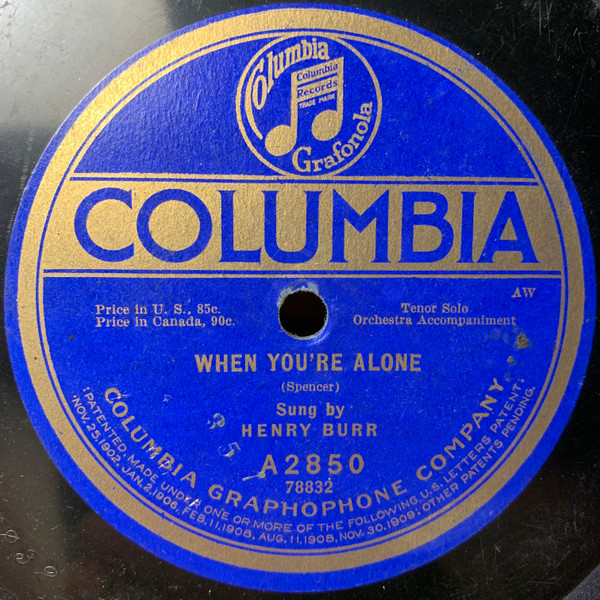 Columbia
Columbia
Records
TRADE MARK
Grafonola
COLUMBIA
AW
Price in U. S., 85c.
Price in Canada, 90c.
Tenor Solo
Orchestra Accompaniment
WHEN YOU'RE ALONE
(Spencer)
Sung by
HENRY BURR
A2850
78832
COLUMBIA GRAPHOPHONE COMPANY
:PATENTED, MADE UNDER ONE OR MORE OF THE FOLLOWING U.S. LETTERS PATENT:
NOV. 25, 1902, JAN. 2, 1906, FEB. 11, 1908, AUG. 11, 1908, NOV. 30, 1909; OTHER PATENTS PENDING.